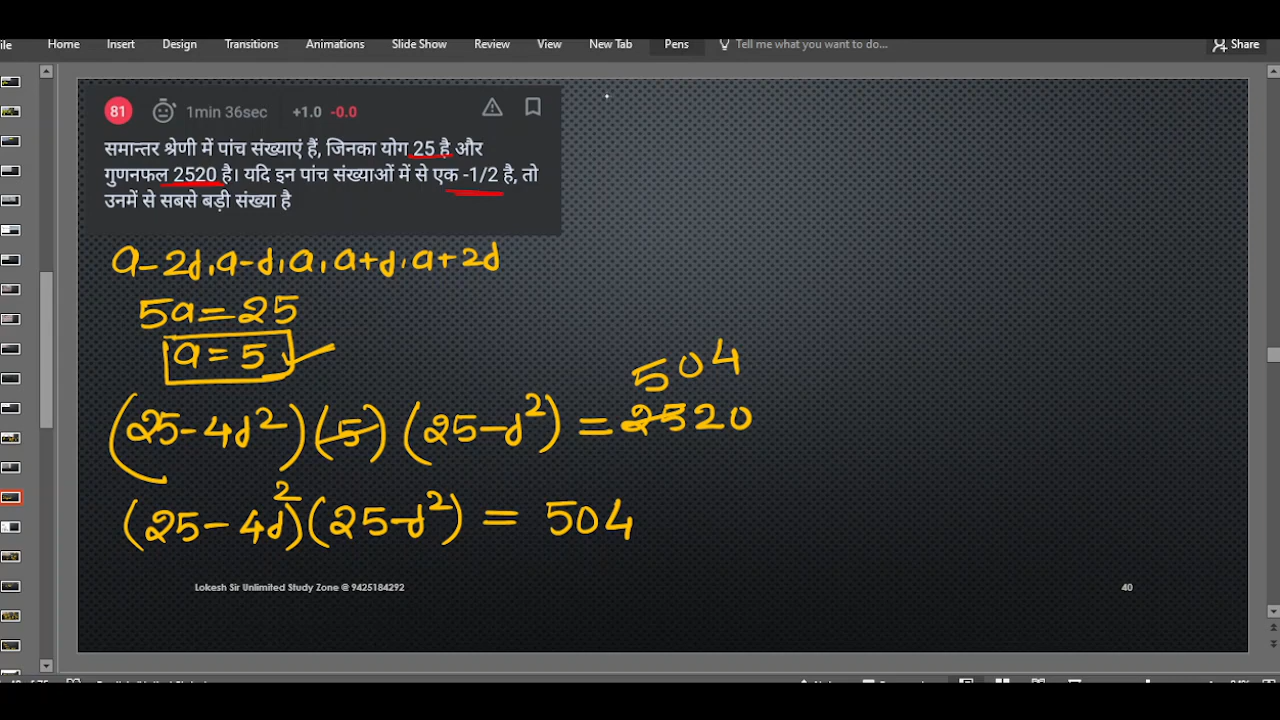 File Home Insert Design Transitions Animations Slide Show Review View New Tab Pens Tell me what you want to do... Share
81 1min 36sec +1.0 -0.0
समान्तर श्रेणी में पांच संख्याएं हैं, जिनका योग 25 है और
गुणनफल 2520 है। यदि इन पांच संख्याओं में से एक -1/2 है, तो
उनमें से सबसे बड़ी संख्या है
a-2d, a-d, a, a+d, a+2d
5a=25
a=5
504
(25-4d²)(5)(25-d²)=2520
(25-4d²)(25-d²)=504
Lokesh Sir Unlimited Study Zone @ 9425184292 40